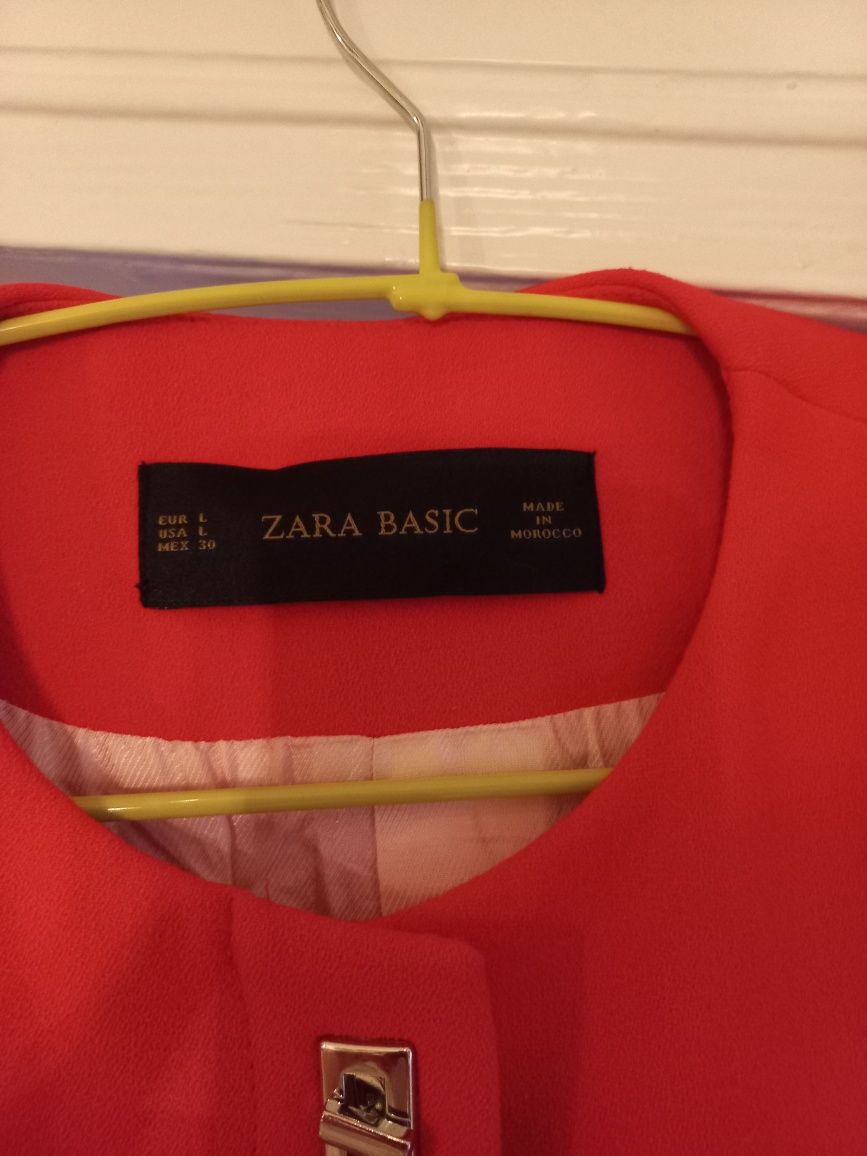 EUR L
USA L
MEX 30
ZARA BASIC
MADE
IN
MOROCCO